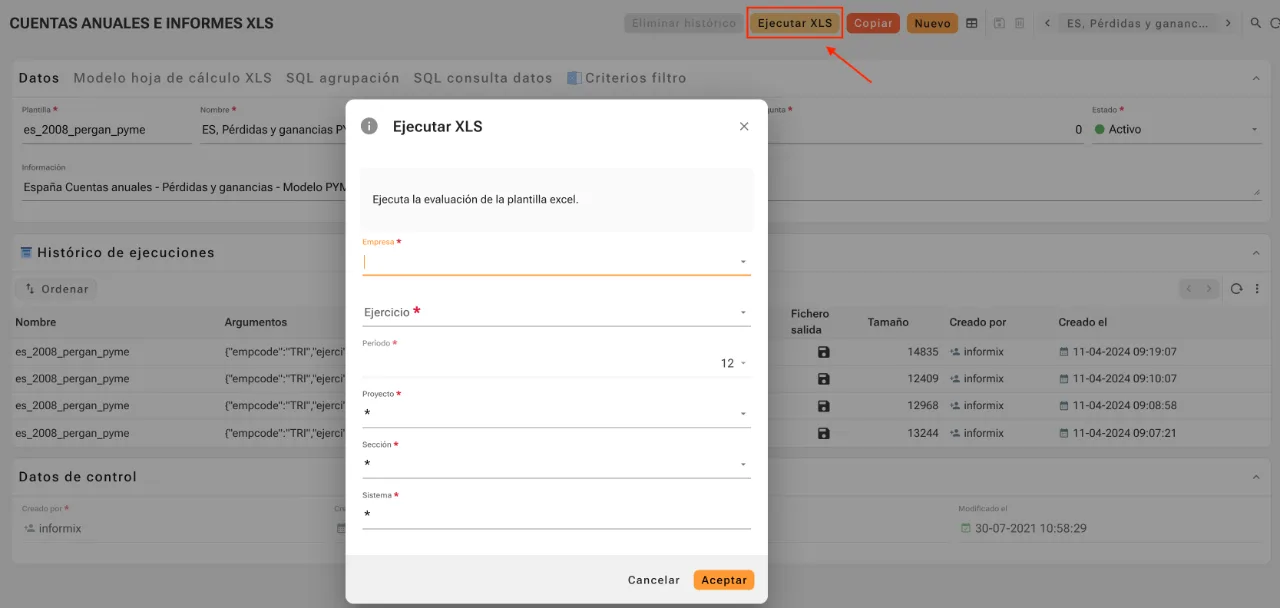 CUENTAS ANUALES E INFORMES XLS
Eliminar histórico Ejecutar XLS Copiar Nuevo ES, Pérdidas y gananc...
Datos Modelo hoja de cálculo XLS SQL agrupación SQL consulta datos Criterios filtro
Plantilla * Nombre * Estado *
es_2008_pergan_pyme ES, Pérdidas y ganancias 0 Activo
Información
España Cuentas anuales - Pérdidas y ganancias - Modelo PYM
Histórico de ejecuciones
Ordenar
Nombre Argumentos Fichero salida Tamaño Creado por Creado el
es_2008_pergan_pyme {"empcode":"TRI","ejerci 14835 informix 11-04-2024 09:19:07
es_2008_pergan_pyme {"empcode":"TRI","ejerci 12409 informix 11-04-2024 09:10:07
es_2008_pergan_pyme {"empcode":"TRI","ejerci 12968 informix 11-04-2024 09:08:58
es_2008_pergan_pyme {"empcode":"TRI","ejerci 13244 informix 11-04-2024 09:07:21
Datos de control
Creado por * Modificado el
informix 30-07-2021 10:58:29
Ejecutar XLS
Ejecuta la evaluación de la plantilla excel.
Empresa *
Ejercicio *
Período *
12
Proyecto *
*
Sección *
*
Sistema *
*
Cancelar Aceptar